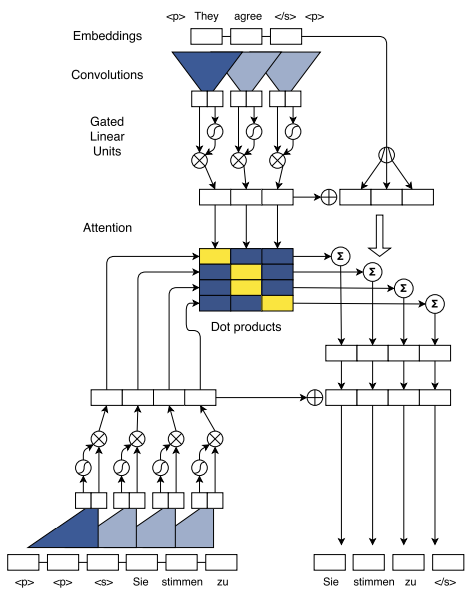 <p> They agree </s> <p>
Embeddings
Convolutions
Gated
Linear
Units
Attention
Σ
Σ
Σ
Σ
Dot products
<p> <p> <s> Sie stimmen zu
Sie stimmen zu </s>